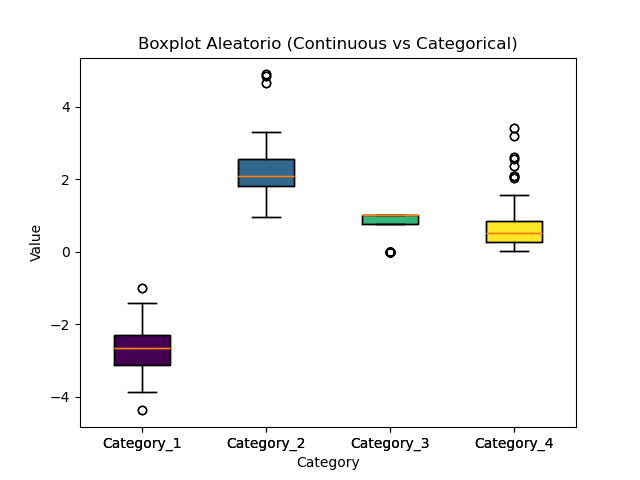 Boxplot Aleatorio (Continuous vs Categorical)
Value
4
2
0
−2
−4
Category_1 Category_2 Category_3 Category_4
Category